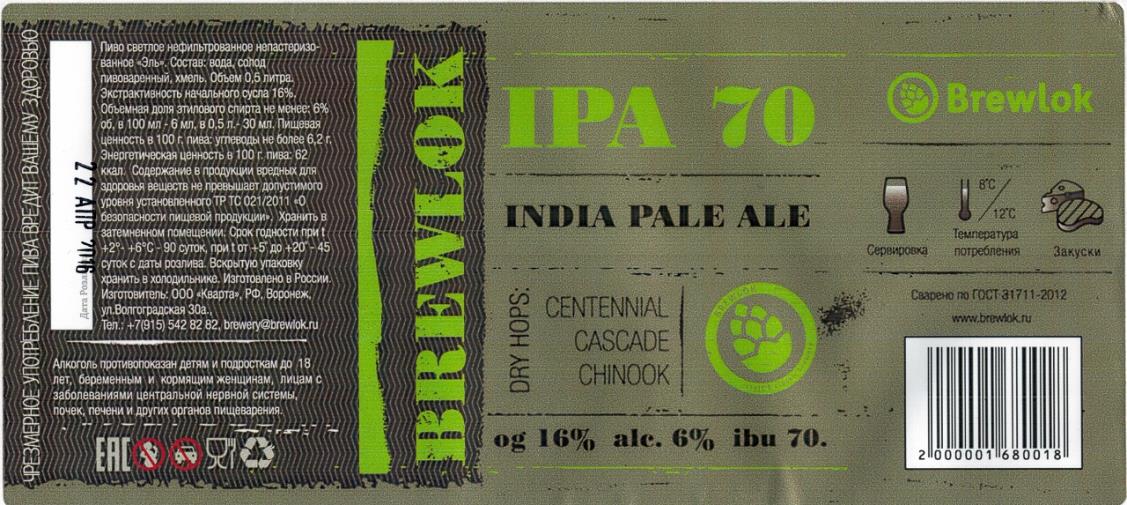 ЧРЕЗМЕРНОЕ УПОТРЕБЛЕНИЕ ПИВА ВРЕДИТ ВАШЕМУ ЗДОРОВЬЮ
22 АПР 2016
Дата Розл
Пиво светлое нефильтрованное непастеризо-
ванное «Эль». Состав: вода, солод
пивоваренный, хмель. Объем 0,5 литра.
Экстрактивность начального сусла 16%.
Объемная доля этилового спирта не менее: 6%
об, в 100 мл - 6 мл, в 0,5 л.- 30 мл. Пищевая
ценность в 100 г. пива: углеводы не более 6,2 г.
Энергетическая ценность в 100 г. пива: 62
ккал. Содержание в продукции вредных для
здоровья веществ не превышает допустимого
уровня установленного ТР ТС 021/2011 «О
безопасности пищевой продукции». Хранить в
затемненном помещении. Срок годности при t
+2°- +6°С - 90 суток, при t от +5° до +20° - 45
суток с даты розлива. Вскрытую упаковку
хранить в холодильнике. Изготовлено в России.
Изготовитель: ООО «Кварта», РФ, Воронеж,
ул.Волгоградская 30а..
Тел.: +7(915) 542 82 82, brewery@brewlok.ru
Алкоголь противопоказан детям и подросткам до 18
лет, беременным и кормящим женщинам, лицам с
заболеваниями центральной нервной системы,
почек, печени и других органов пищеварения.
EAC
BREWLOK
IPA 70
INDIA PALE ALE
DRY HOPS:
CENTENNIAL
CASCADE
CHINOOK
BREWLOK
og 16% alc. 6% ibu 70.
Brewlok
Сервировка
8°C
12°C
Температура
потребления
Закуски
Сварено по ГОСТ 31711-2012
www.brewlok.ru
2 000001 680018